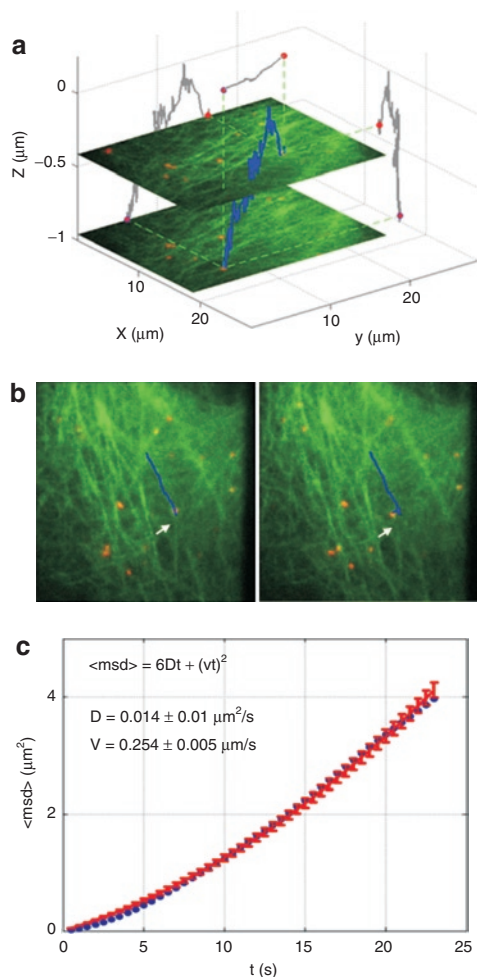 a
0
−0.5
−1
Z (µm)
10
20
X (µm)
10
20
y (µm)
b
c
<msd> = 6Dt + (vt)²
D = 0.014 ± 0.01 µm²/s
V = 0.254 ± 0.005 µm/s
4
2
0
<msd> (µm²)
0
5
10
15
20
25
t (s)